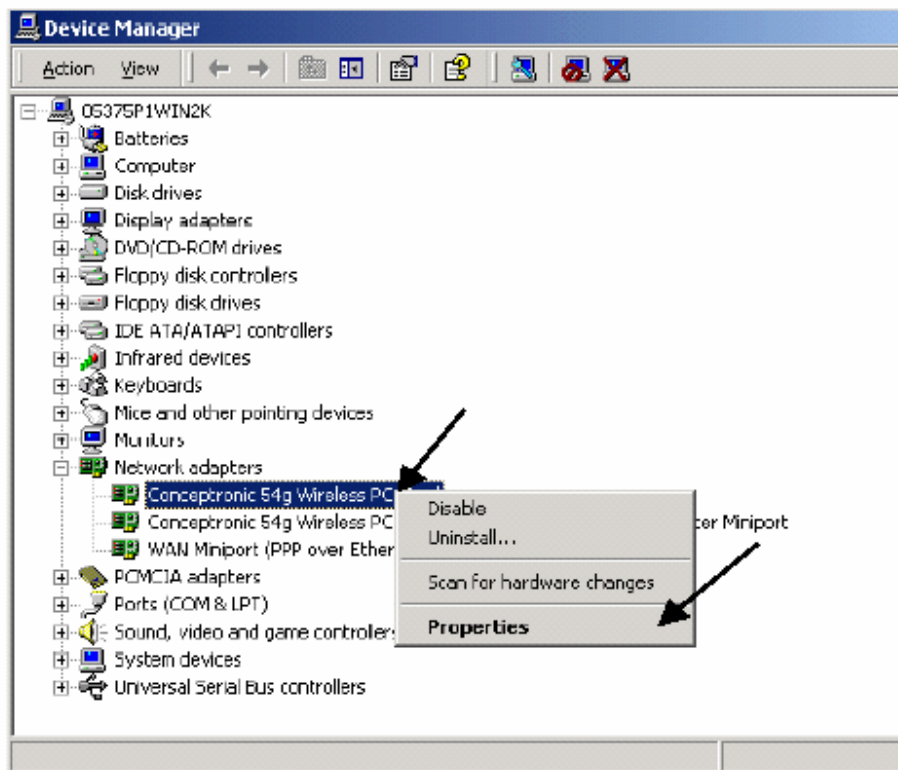 Device Manager
Action View
05375P1WIN2K
Batteries
Computer
Disk drives
Display adapters
DVD/CD-ROM drives
Floppy disk controllers
Floppy disk drives
IDE ATA/ATAPI controllers
Infrared devices
Keyboards
Mice and other pointing devices
Monitors
Network adapters
Conceptronic 54g Wireless PC
Conceptronic 54g Wireless PC ter Miniport
WAN Miniport (PPP over Ether
PCMCIA adapters
Ports (COM & LPT)
Sound, video and game controller
System devices
Universal Serial Bus controllers
Disable
Uninstall...
Scan for hardware changes
Properties